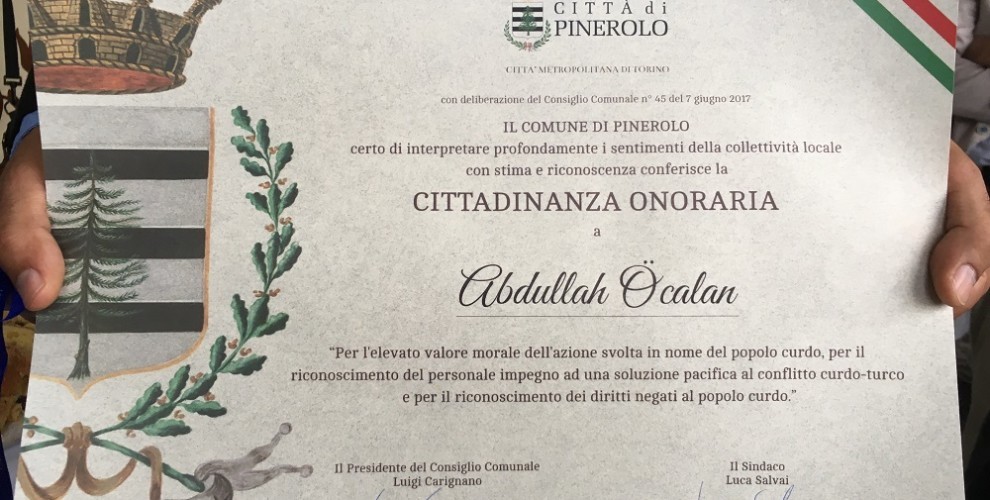 CITTÀ di
PINEROLO
CITTA' METROPOLITANA DI TORINO
con deliberazione del Consiglio Comunale n° 45 del 7 giugno 2017
IL COMUNE DI PINEROLO
certo di interpretare profondamente i sentimenti della collettività locale
con stima e riconoscenza conferisce la
CITTADINANZA ONORARIA
a
Abdullah Öcalan
“Per l'elevato valore morale dell'azione svolta in nome del popolo curdo, per il
riconoscimento del personale impegno ad una soluzione pacifica al conflitto curdo-turco
e per il riconoscimento dei diritti negati al popolo curdo.”
Il Presidente del Consiglio Comunale
Luigi Carignano
Il Sindaco
Luca Salvai